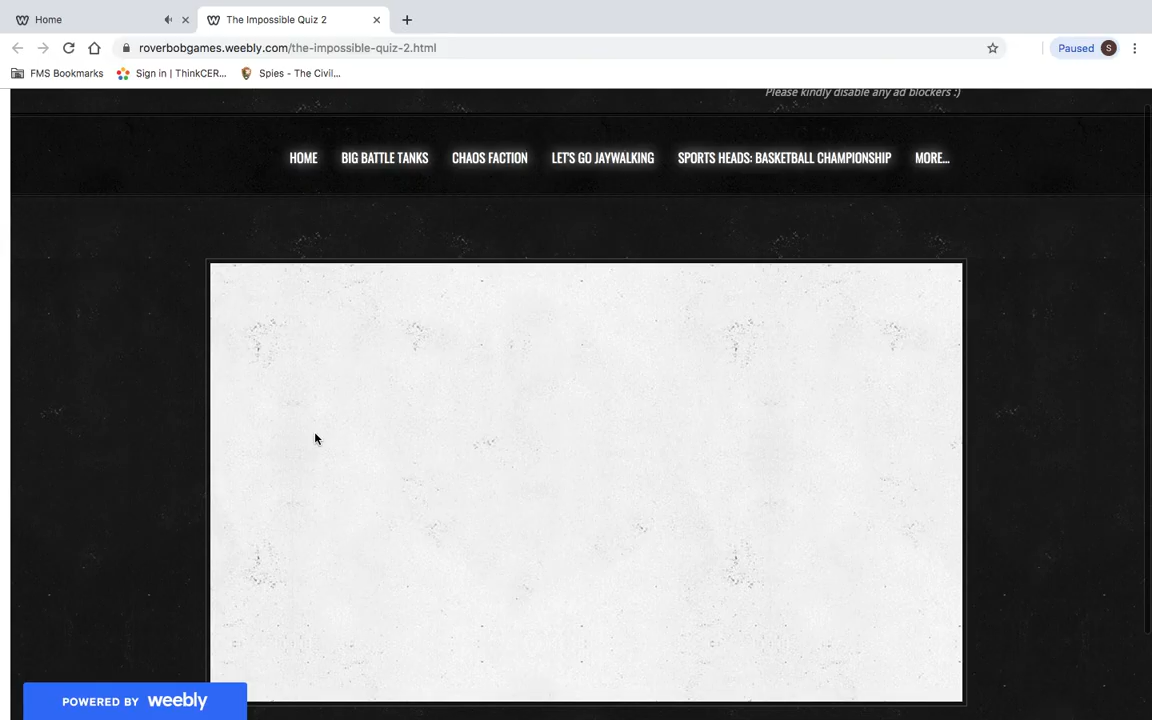 Home
The Impossible Quiz 2
roverbobgames.weebly.com/the-impossible-quiz-2.html
Paused S
FMS Bookmarks Sign in | ThinkCER... Spies - The Civil...
Please kindly disable any ad blockers :)
HOME BIG BATTLE TANKS CHAOS FACTION LET'S GO JAYWALKING SPORTS HEADS: BASKETBALL CHAMPIONSHIP MORE...
POWERED BY weebly